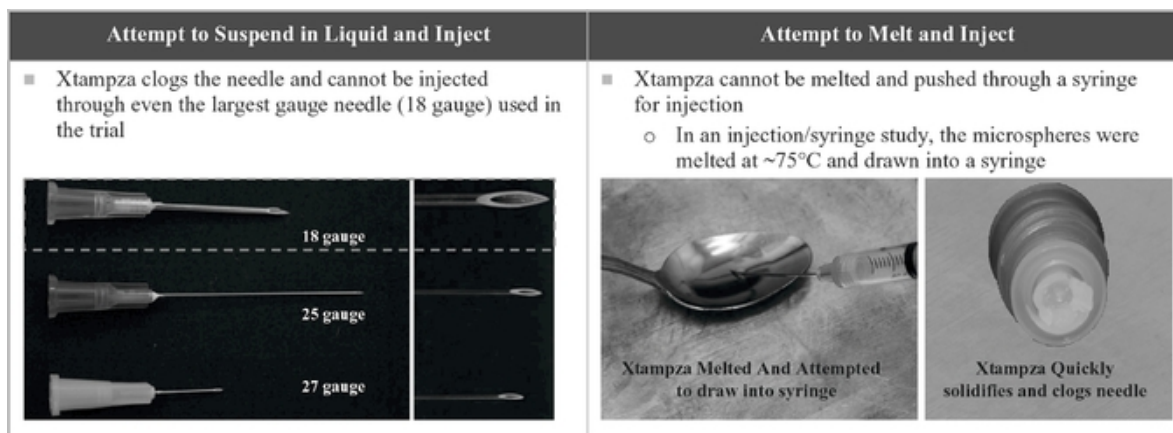 Attempt to Suspend in Liquid and Inject
Xtampza clogs the needle and cannot be injected
through even the largest gauge needle (18 gauge) used in
the trial
18 gauge
25 gauge
27 gauge
Attempt to Melt and Inject
Xtampza cannot be melted and pushed through a syringe
for injection
o In an injection/syringe study, the microspheres were
melted at ~75°C and drawn into a syringe
Xtampza Melted And Attempted
to draw into syringe
Xtampza Quickly
solidifies and clogs needle